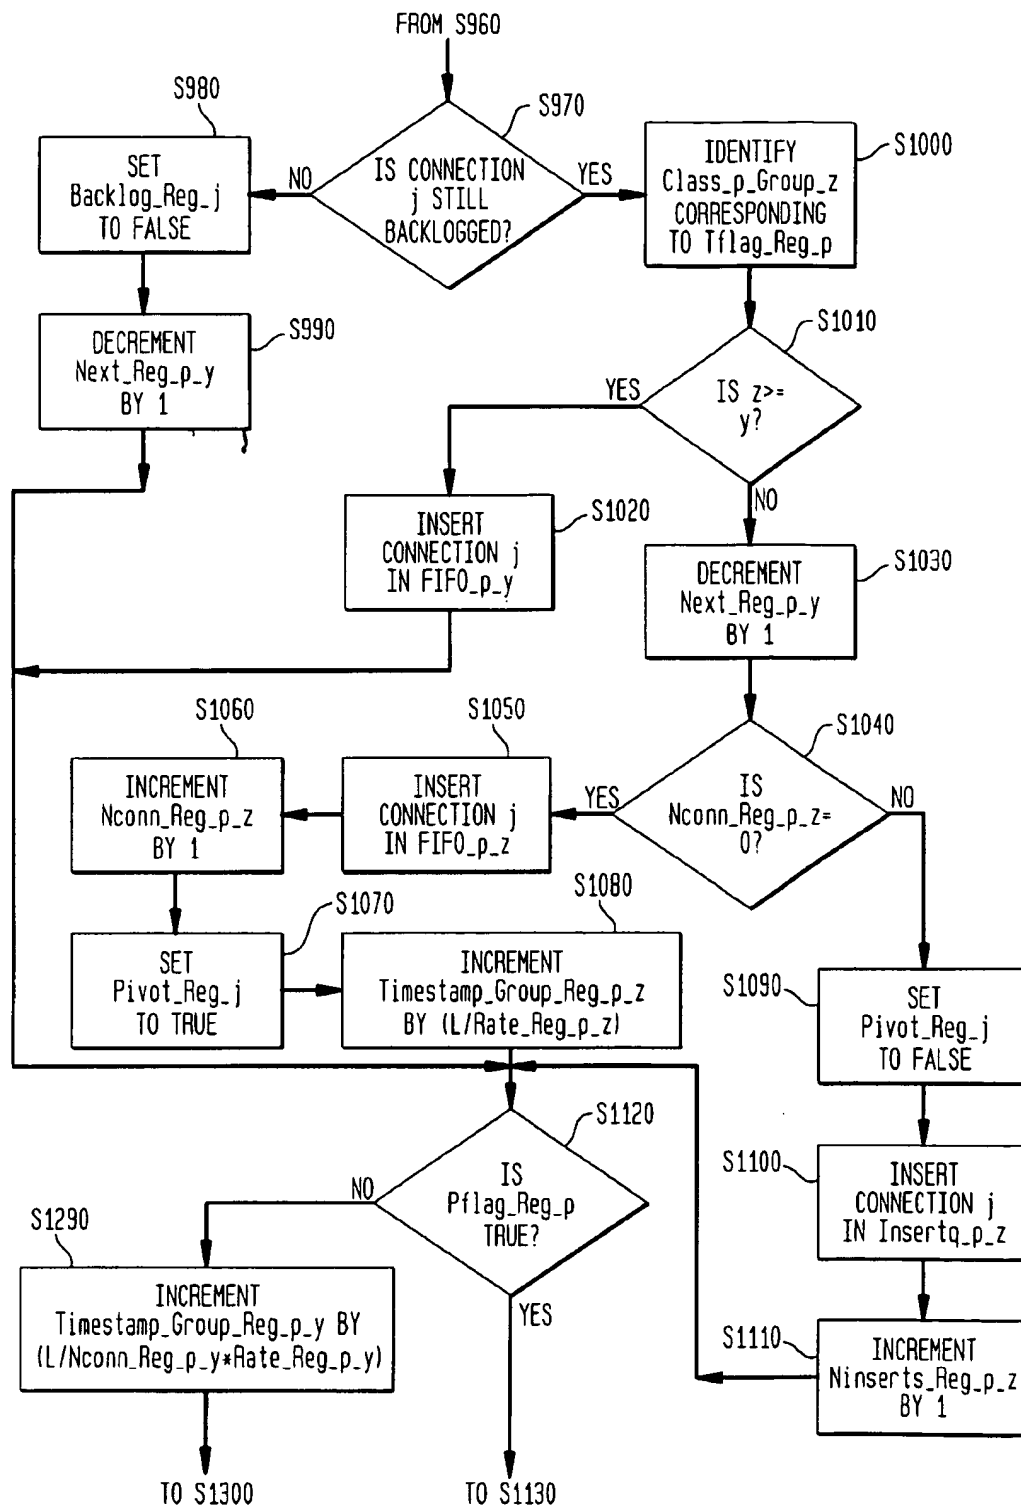 FROM S960
S980
S970
S1000
SET
Backlog_Reg_j
TO FALSE
NO
IS CONNECTION
j STILL
BACKLOGGED?
YES
IDENTIFY
Class_p_Group_z
CORRESPONDING
TO Tflag_Reg_p
S990
DECREMENT
Next_Reg_p_y
BY 1
S1010
YES
IS z>=
y?
NO
S1020
INSERT
CONNECTION j
IN FIFO_p_y
S1030
DECREMENT
Next_Reg_p_y
BY 1
S1060
S1050
S1040
INCREMENT
Nconn_Reg_p_z
BY 1
INSERT
CONNECTION j
IN FIFO_p_z
YES
IS
Nconn_Reg_p_z=
0?
NO
S1070
S1080
SET
Pivot_Reg_j
TO TRUE
INCREMENT
Timestamp_Group_Reg_p_z
BY (L/Rate_Reg_p_z)
S1090
SET
Pivot_Reg_j
TO FALSE
S1120
NO
IS
Pflag_Reg_p
TRUE?
YES
S1100
INSERT
CONNECTION j
IN Insertq_p_z
S1290
INCREMENT
Timestamp_Group_Reg_p_y BY
(L/Nconn_Reg_p_y*Rate_Reg_p_y)
S1110
INCREMENT
Ninserts_Reg_p_z
BY 1
TO S1300
TO S1130